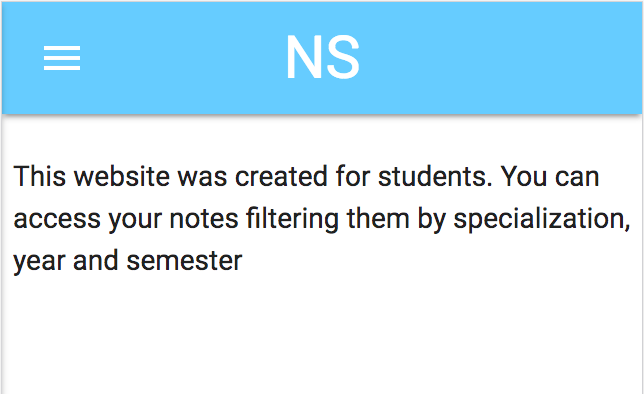 NS
This website was created for students. You can
access your notes filtering them by specialization,
year and semester